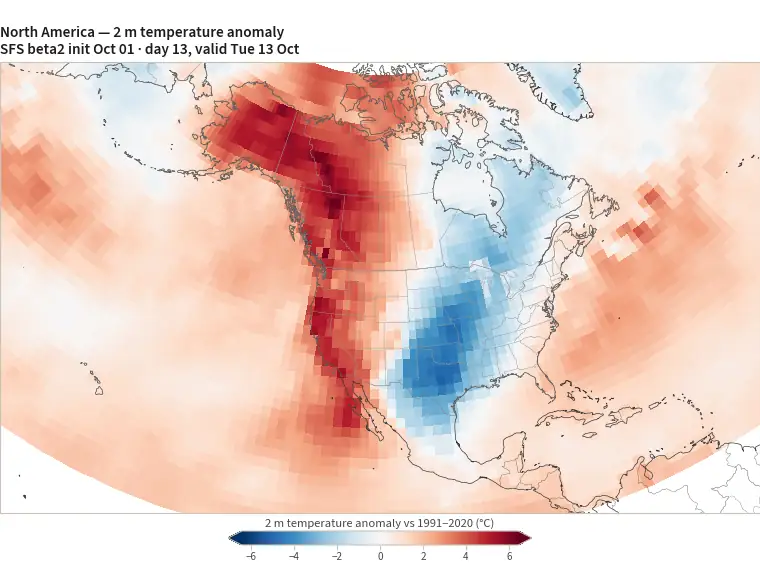 North America — 2 m temperature anomaly
SFS beta2 init Oct 01 · day 13, valid Tue 13 Oct
2 m temperature anomaly vs 1991–2020 (°C)
−6 −4 −2 0 2 4 6